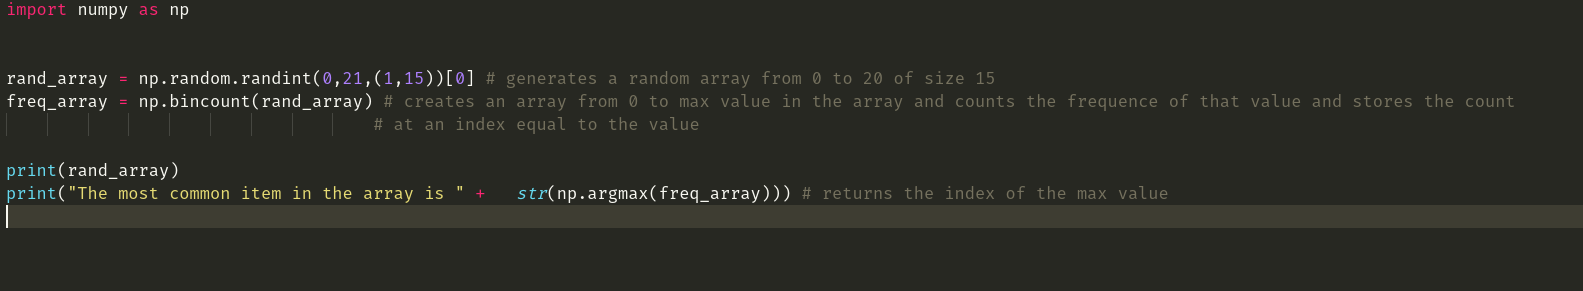 import numpy as np
rand_array = np.random.randint(0,21,(1,15))[0] # generates a random array from 0 to 20 of size 15
freq_array = np.bincount(rand_array) # creates an array from 0 to max value in the array and counts the frequence of that value and stores the count
# at an index equal to the value
print(rand_array)
print("The most common item in the array is " +   str(np.argmax(freq_array))) # returns the index of the max value